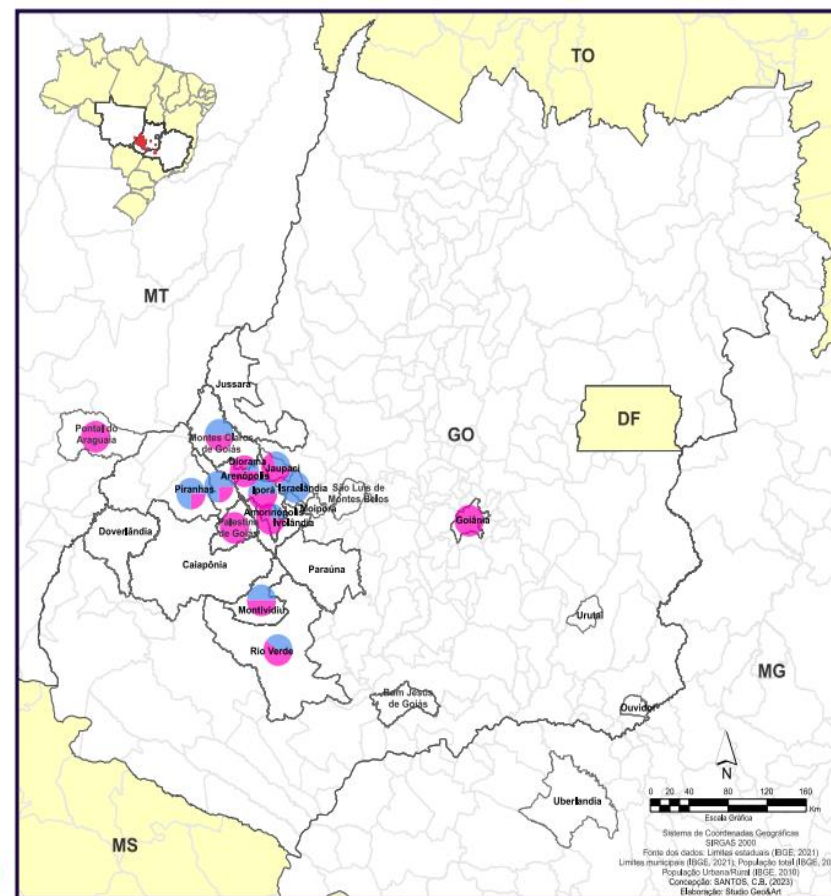 TO
MT
Jussara
GO
DF
Pontal do
Araguaia
Montes Claros
de Goiás
Diorama
Jaupaci
Arenópolis
Piranhas
Iporá
Israelândia
São Luís de
Montes Belos
Moiporá
Amorinópolis
Ivolândia
Palestina
de Goiás
Goiânia
Doverlândia
Caiapônia
Paraúna
Montividiu
Urutaí
Rio Verde
MG
Bom Jesus
de Goiás
Ouvidor
N
Uberlandia
0 20 40 80 120 160
Km
Escala Gráfica
MS
Sistema de Coordenadas Geográficas
SIRGAS 2000
Fonte dos dados: Limites estaduais (IBGE, 2021)
Limites municipais (IBGE, 2021); População total (IBGE, 20
População Urbana/Rural (IBGE, 2010)
Concepção: SANTOS, C.B. (2023)
Elaboração: Studio Geo&Art